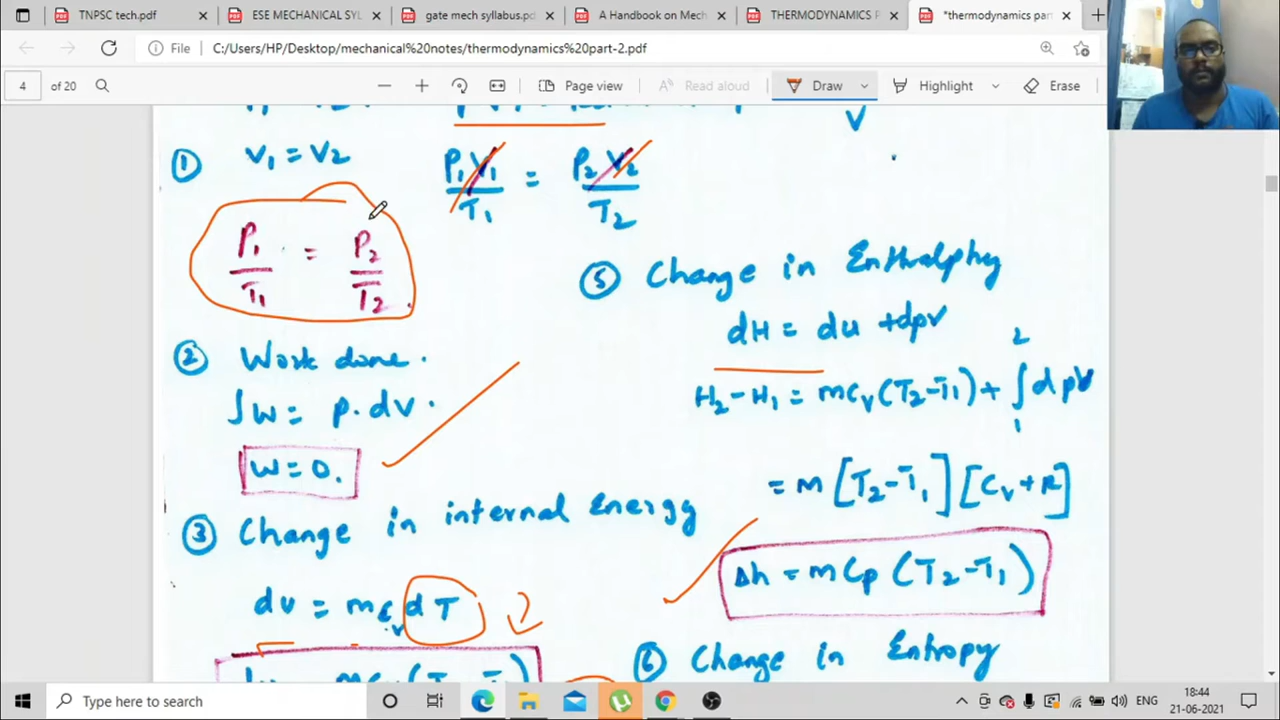 TNPSC tech.pdf
ESE MECHANICAL SYL
gate mech syllabus.pd
A Handbook on Mech
THERMODYNAMICS P
*thermodynamics par
File C:/Users/HP/Desktop/mechanical%20notes/thermodynamics%20part-2.pdf
4 of 20
Page view
Read aloud
Draw
Highlight
Erase
V
① V1 = V2
P1V1/T1 = P2V2/T2
P1/T1 = P2/T2
② Work done.
∫W = P.dv.
W = 0.
③ Change in internal Energy
dv = mcv dT
⑤ Change in Enthalphy
dH = du + dpv
H2-H1 = mcv(T2-T1) + ∫₁² dpv
= m[T2-T1][Cv+R]
Δh = mCp (T2-T1)
⑥ Change in Entropy
Type here to search
ENG
18:44
21-06-2021